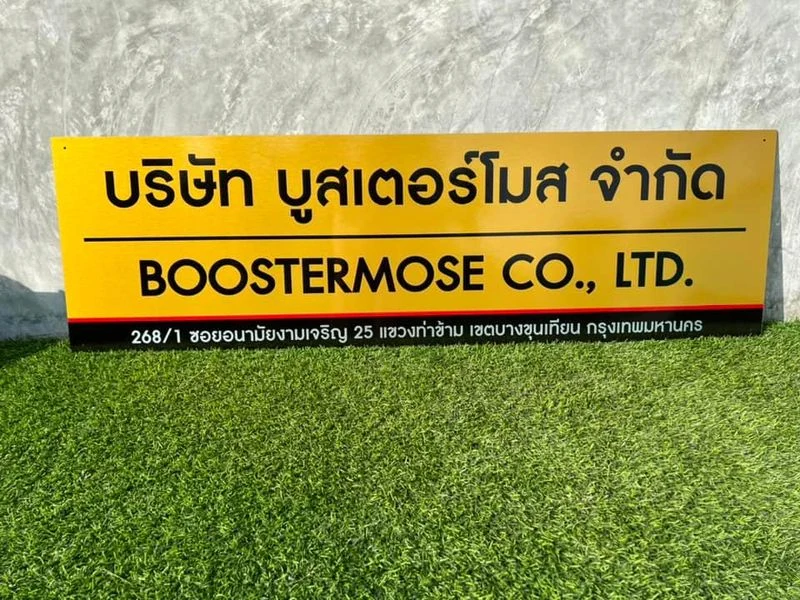 บริษัท บูสเตอร์โมส จำกัด
BOOSTERMOSE CO., LTD.
268/1 ซอยอนามัยงามเจริญ 25 แขวงท่าข้าม เขตบางขุนเทียน กรุงเทพมหานคร